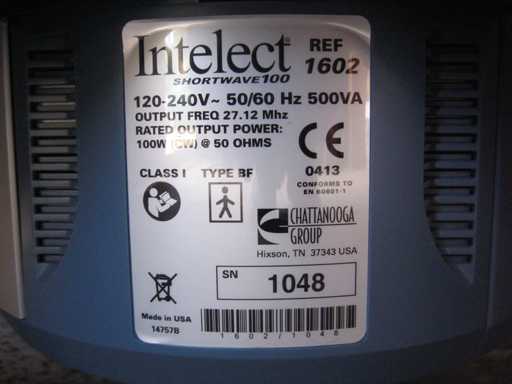 Intelect® REF
SHORTWAVE100 1602
120-240V~ 50/60 Hz 500VA
OUTPUT FREQ 27.12 Mhz
RATED OUTPUT POWER:
100W (CW) @ 50 OHMS
CE
0413
CLASS I TYPE BF
CONFORMS TO
EN 60601-1
CHATTANOOGA
GROUP
Hixson, TN 37343 USA
SN 1048
Made in USA
14757B
1602/1048